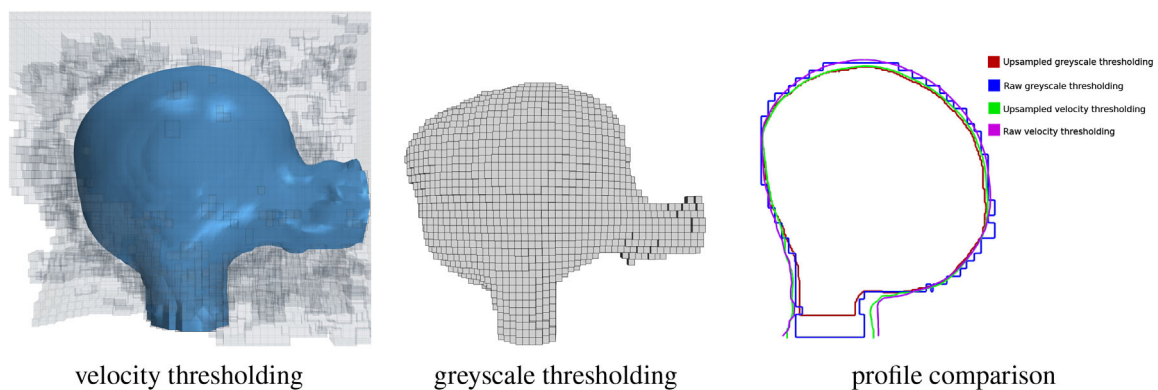 Upsampled greyscale thresholding
Raw greyscale thresholding
Upsampled velocity thresholding
Raw velocity thresholding
velocity thresholding
greyscale thresholding
profile comparison